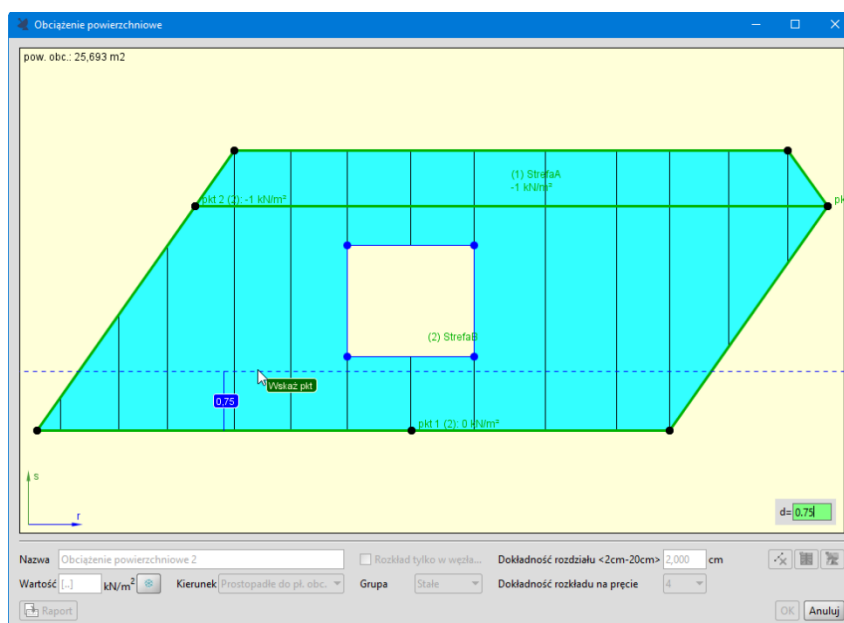 Obciążenie powierzchniowe
pow. obc.: 25,693 m2
(1) StrefaA
-1 kN/m²
pkt 2 (2): -1 kN/m²
(2) StrefaB
Wskaż pkt
0,75
pkt 1 (2): 0 kN/m²
s
r
d= 0.75
Nazwa Obciążenie powierzchniowe 2 Rozkład tylko w węzła... Dokładność rozdziału <2cm-20cm> 2,000 cm
Wartość [...] kN/m² Kierunek Prostopadłe do pł. obc. Grupa Stałe Dokładność rozkładu na pręcie 4
Raport OK Anuluj